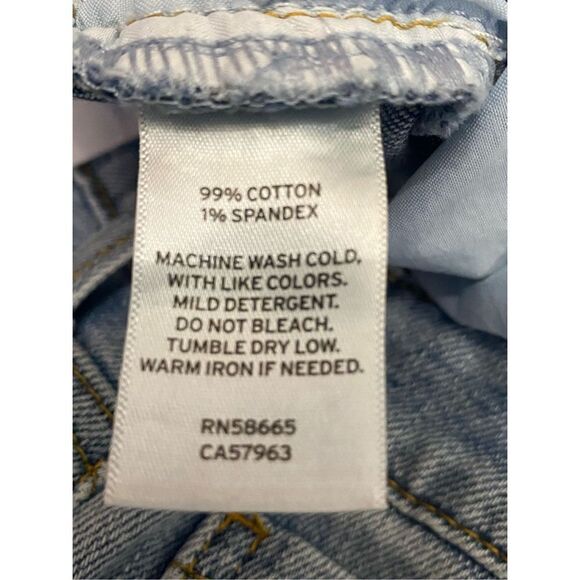 99% COTTON
1% SPANDEX
MACHINE WASH COLD,
WITH LIKE COLORS.
MILD DETERGENT.
DO NOT BLEACH.
TUMBLE DRY LOW.
WARM IRON IF NEEDED.
RN58665
CA57963